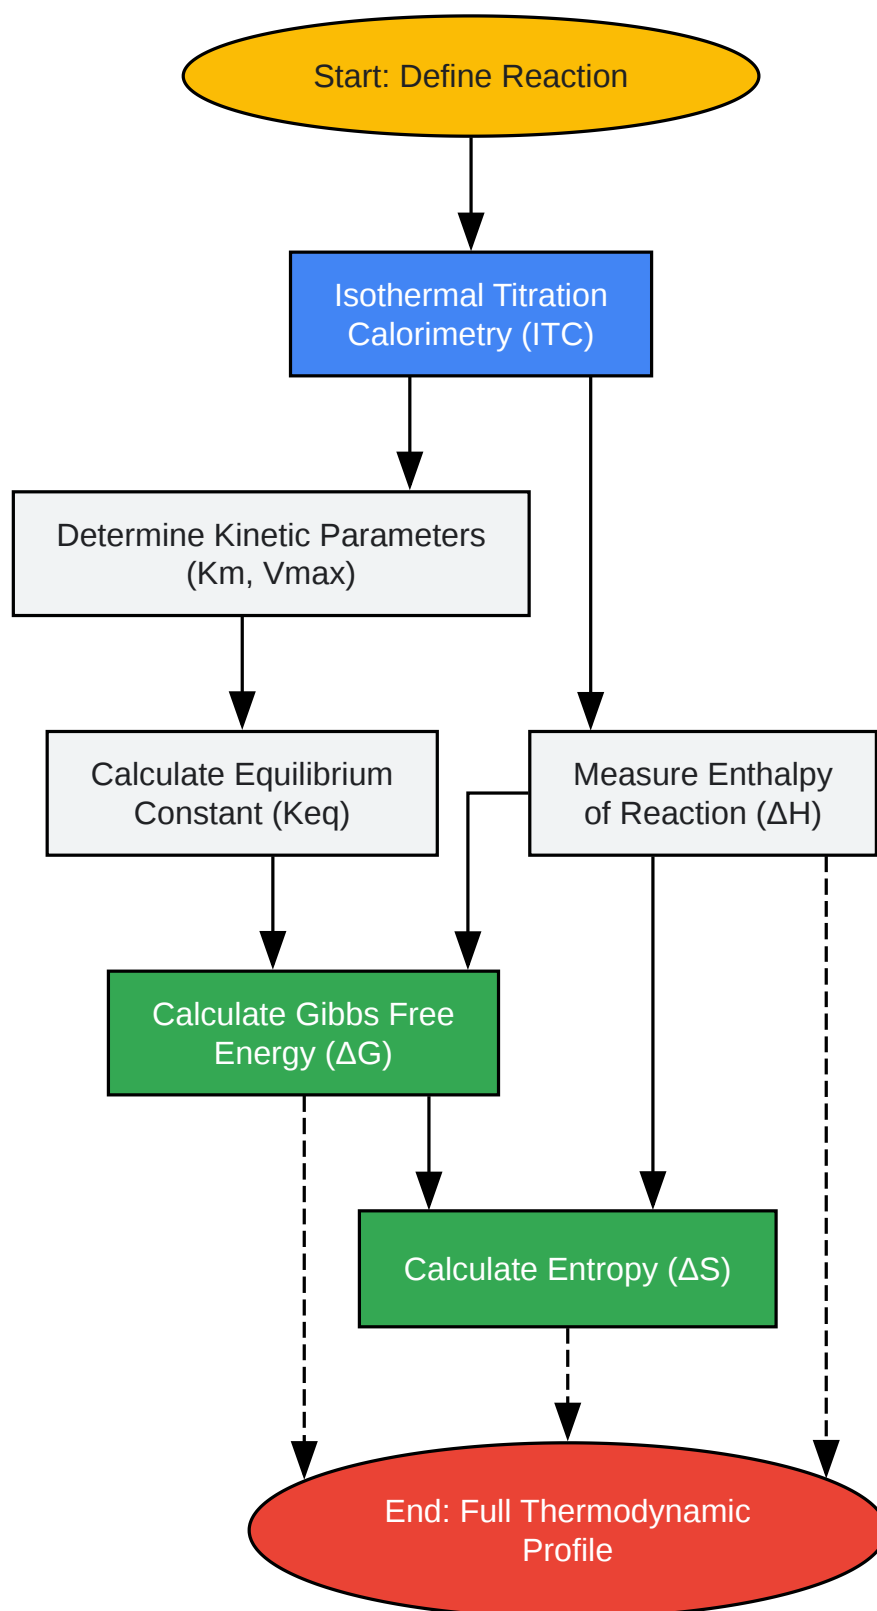 Start: Define Reaction
Isothermal Titration
Calorimetry (ITC)
Determine Kinetic Parameters
(Km, Vmax)
Calculate Equilibrium
Constant (Keq)
Measure Enthalpy
of Reaction (ΔH)
Calculate Gibbs Free
Energy (ΔG)
Calculate Entropy (ΔS)
End: Full Thermodynamic
Profile